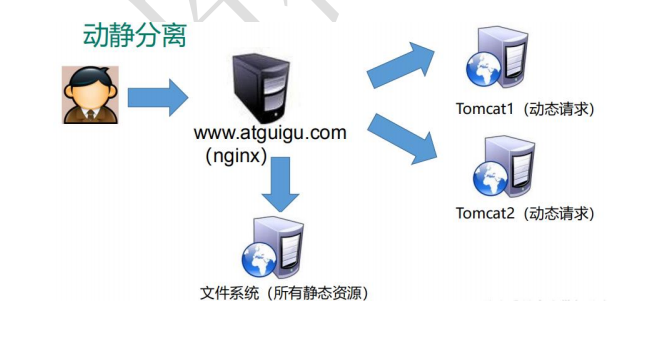 动静分离
www.atguigu.com
（nginx）
Tomcat1（动态请求）
Tomcat2（动态请求）
文件系统（所有静态资源）